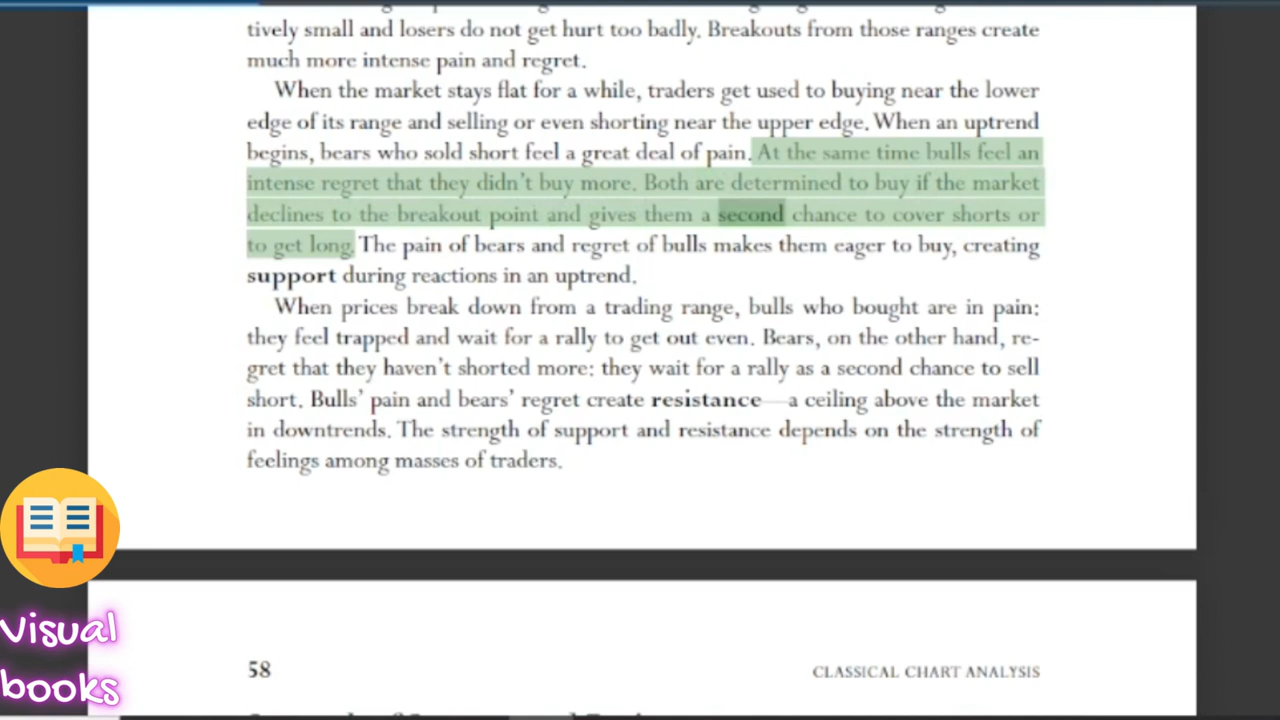 tively small and losers do not get hurt too badly. Breakouts from those ranges create
much more intense pain and regret.
When the market stays flat for a while, traders get used to buying near the lower
edge of its range and selling or even shorting near the upper edge. When an uptrend
begins, bears who sold short feel a great deal of pain. At the same time bulls feel an
intense regret that they didn't buy more. Both are determined to buy if the market
declines to the breakout point and gives them a second chance to cover shorts or
to get long. The pain of bears and regret of bulls makes them eager to buy, creating
support during reactions in an uptrend.
When prices break down from a trading range, bulls who bought are in pain:
they feel trapped and wait for a rally to get out even. Bears, on the other hand, re-
gret that they haven't shorted more: they wait for a rally as a second chance to sell
short. Bulls' pain and bears' regret create resistance—a ceiling above the market
in downtrends. The strength of support and resistance depends on the strength of
feelings among masses of traders.
Visual
books
58 CLASSICAL CHART ANALYSIS